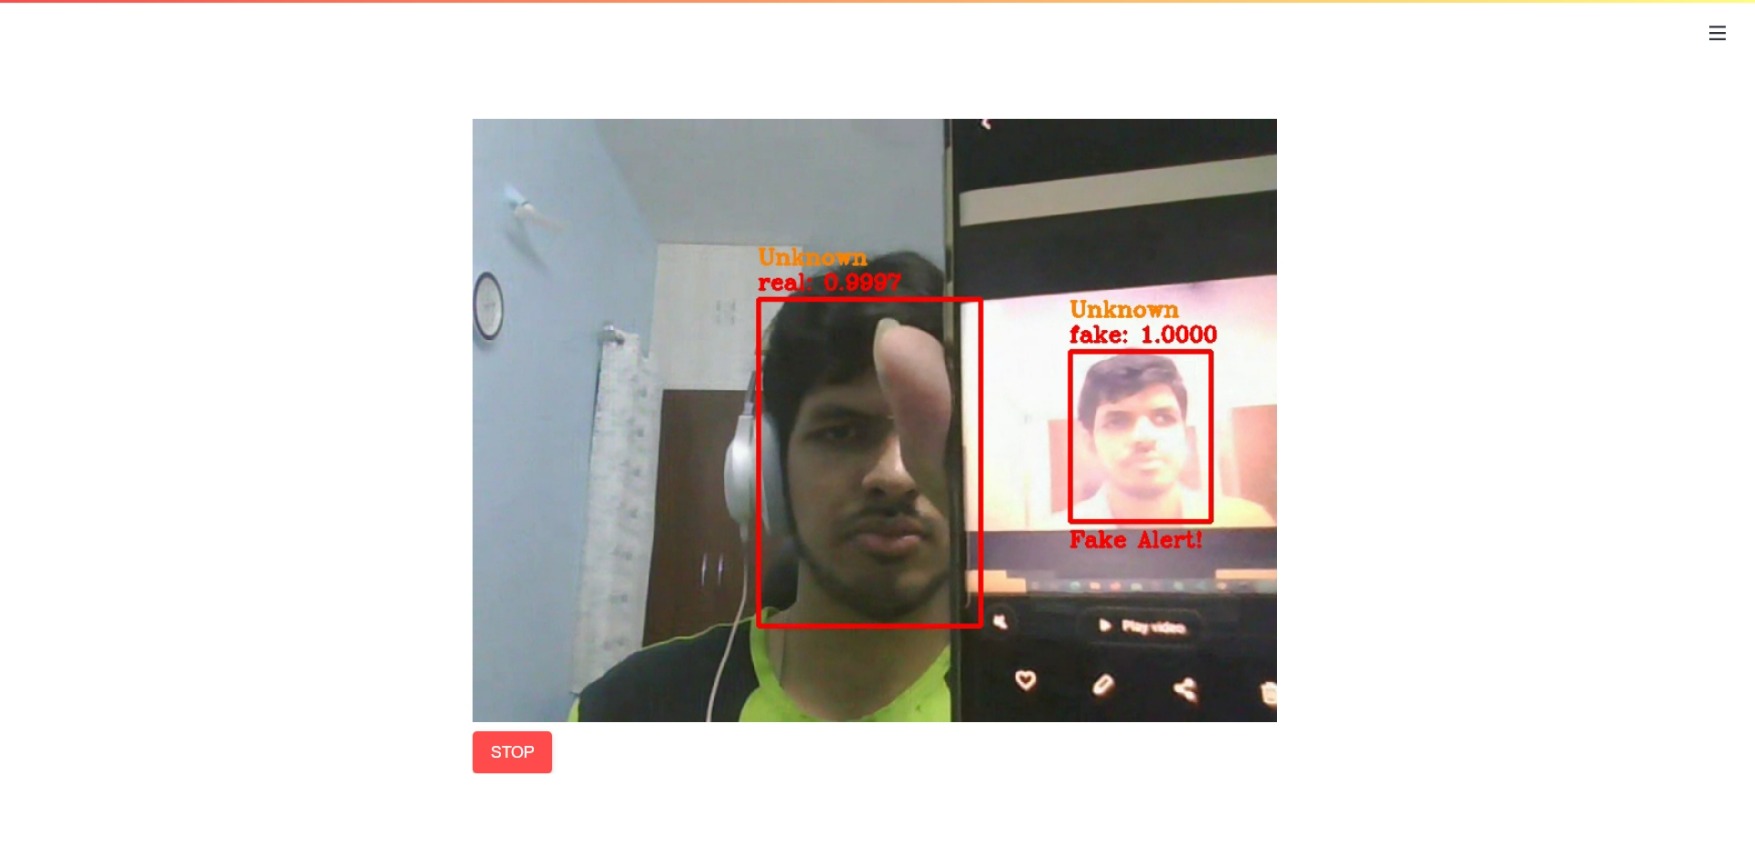 Unknown
real: 0.9997
Unknown
fake: 1.0000
Fake Alert!
Play video
STOP